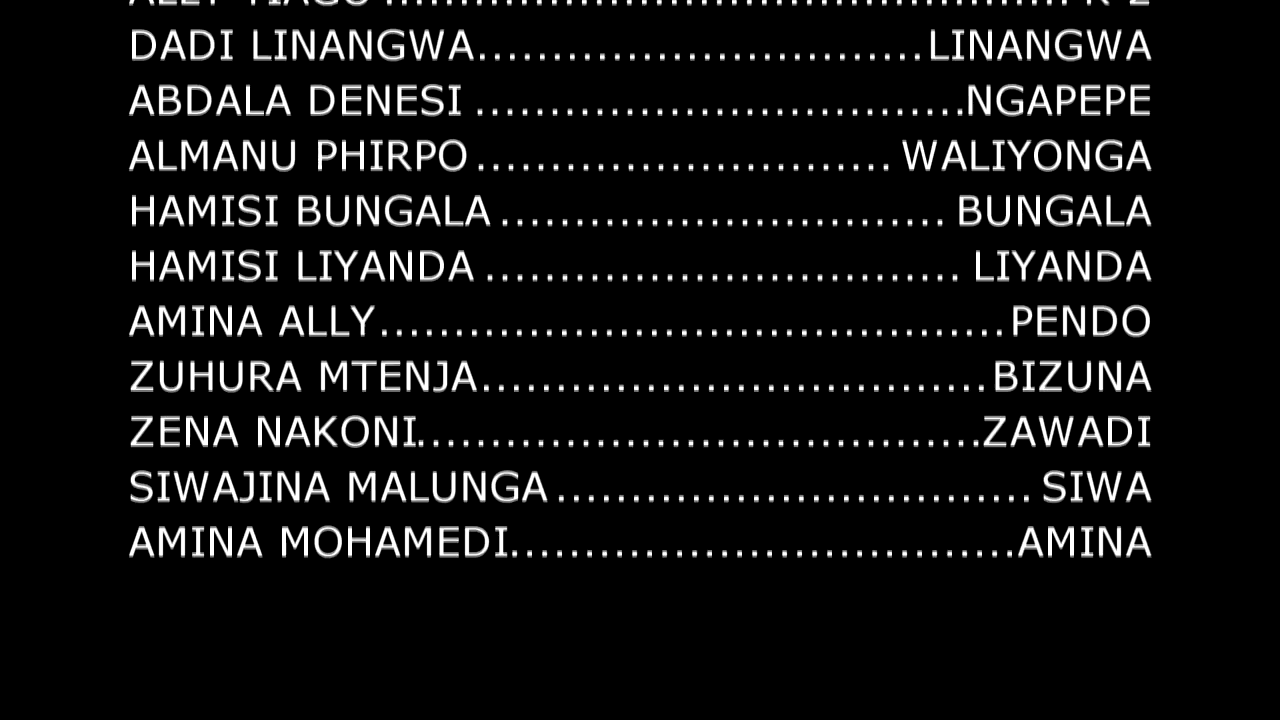 DADI LINANGWA..............................LINANGWA
ABDALA DENESI .................................NGAPEPE
ALMANU PHIRPO............................ WALIYONGA
HAMISI BUNGALA .............................. BUNGALA
HAMISI LIYANDA ................................ LIYANDA
AMINA ALLY..........................................PENDO
ZUHURA MTENJA..................................BIZUNA
ZENA NAKONI......................................ZAWADI
SIWAJINA MALUNGA ................................ SIWA
AMINA MOHAMEDI..................................AMINA